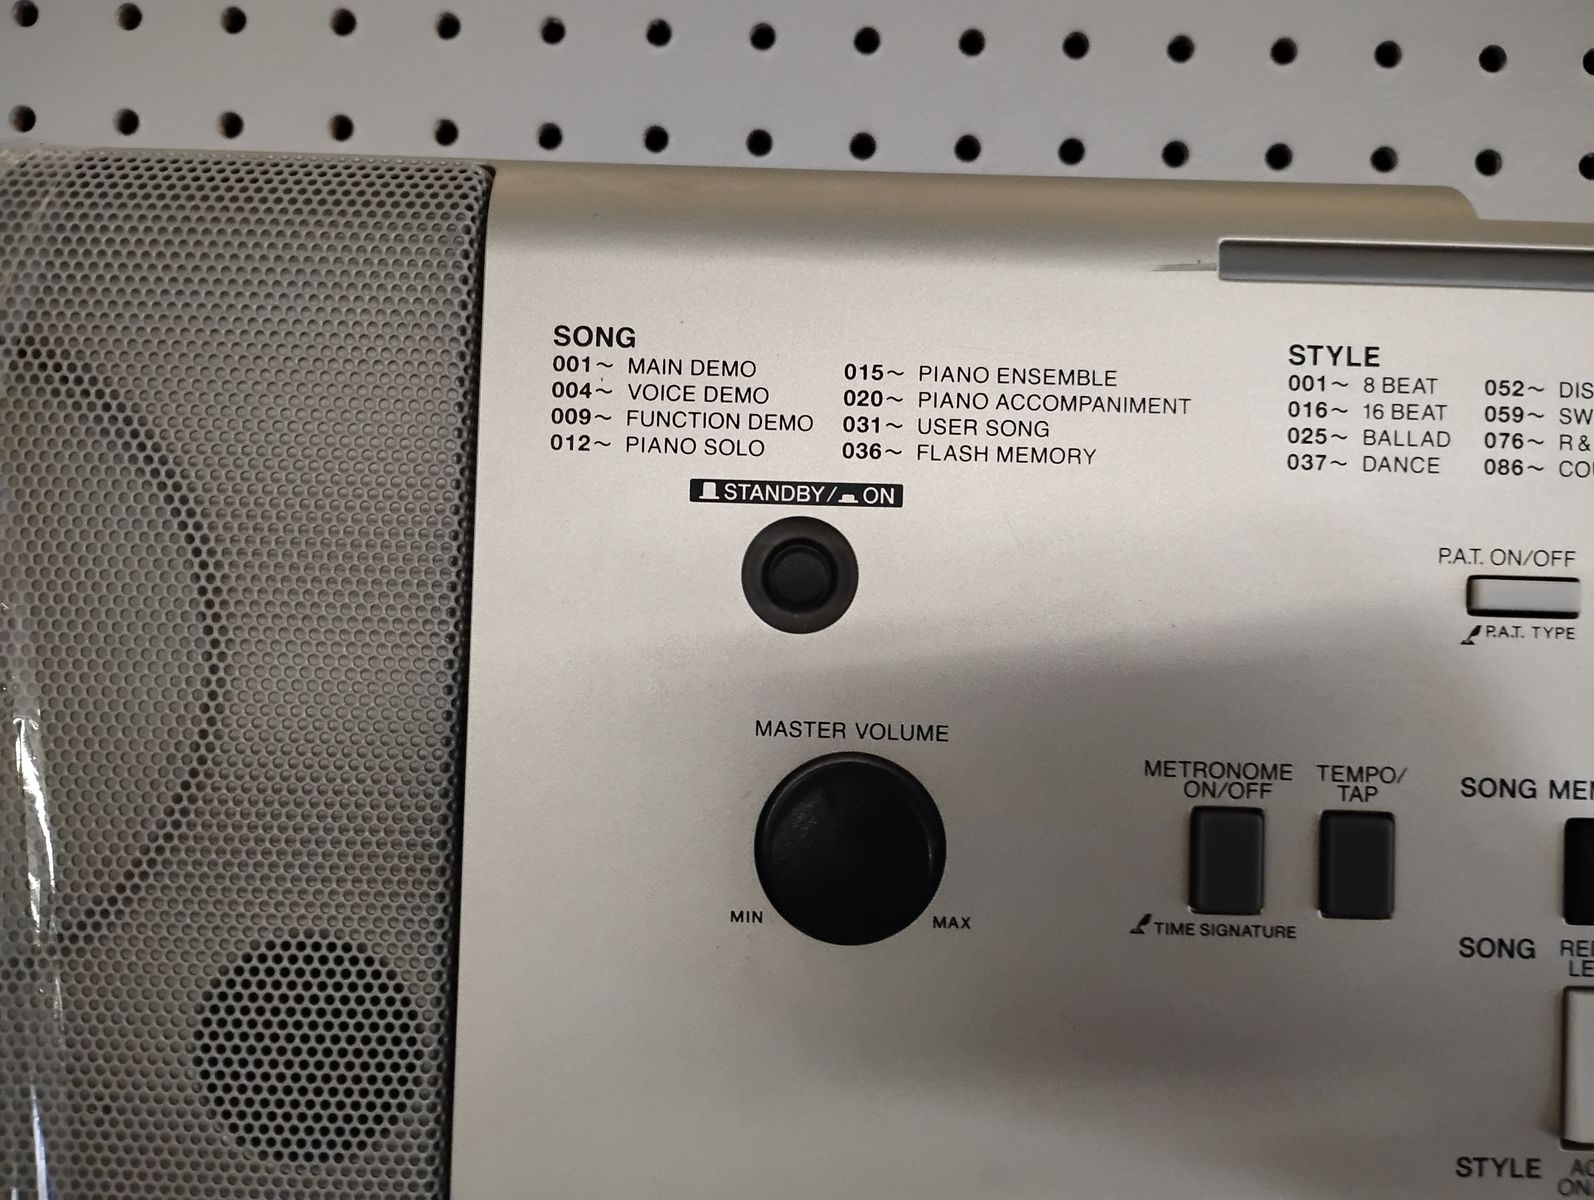 SONG
001~ MAIN DEMO
004~ VOICE DEMO
009~ FUNCTION DEMO
012~ PIANO SOLO
015~ PIANO ENSEMBLE
020~ PIANO ACCOMPANIMENT
031~ USER SONG
036~ FLASH MEMORY
STYLE
001~ 8 BEAT
016~ 16 BEAT
025~ BALLAD
037~ DANCE
052~
059~
076~ R &
086~
STANDBY/ ON
P.A.T. ON/OFF
P.A.T. TYPE
MASTER VOLUME
MIN MAX
METRONOME
ON/OFF
TIME SIGNATURE
TEMPO/
TAP
SONG
SONG
STYLE